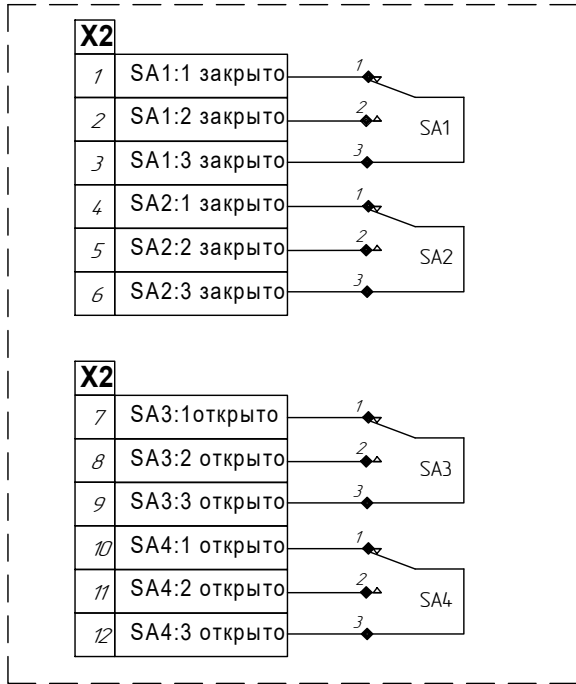 X2
1 SA1:1 закрыто 1
2 SA1:2 закрыто 2 SA1
3 SA1:3 закрыто 3
4 SA2:1 закрыто 1
5 SA2:2 закрыто 2 SA2
6 SA2:3 закрыто 3
X2
7 SA3:1открыто 1
8 SA3:2 открыто 2 SA3
9 SA3:3 открыто 3
10 SA4:1 открыто 1
11 SA4:2 открыто 2 SA4
12 SA4:3 открыто 3